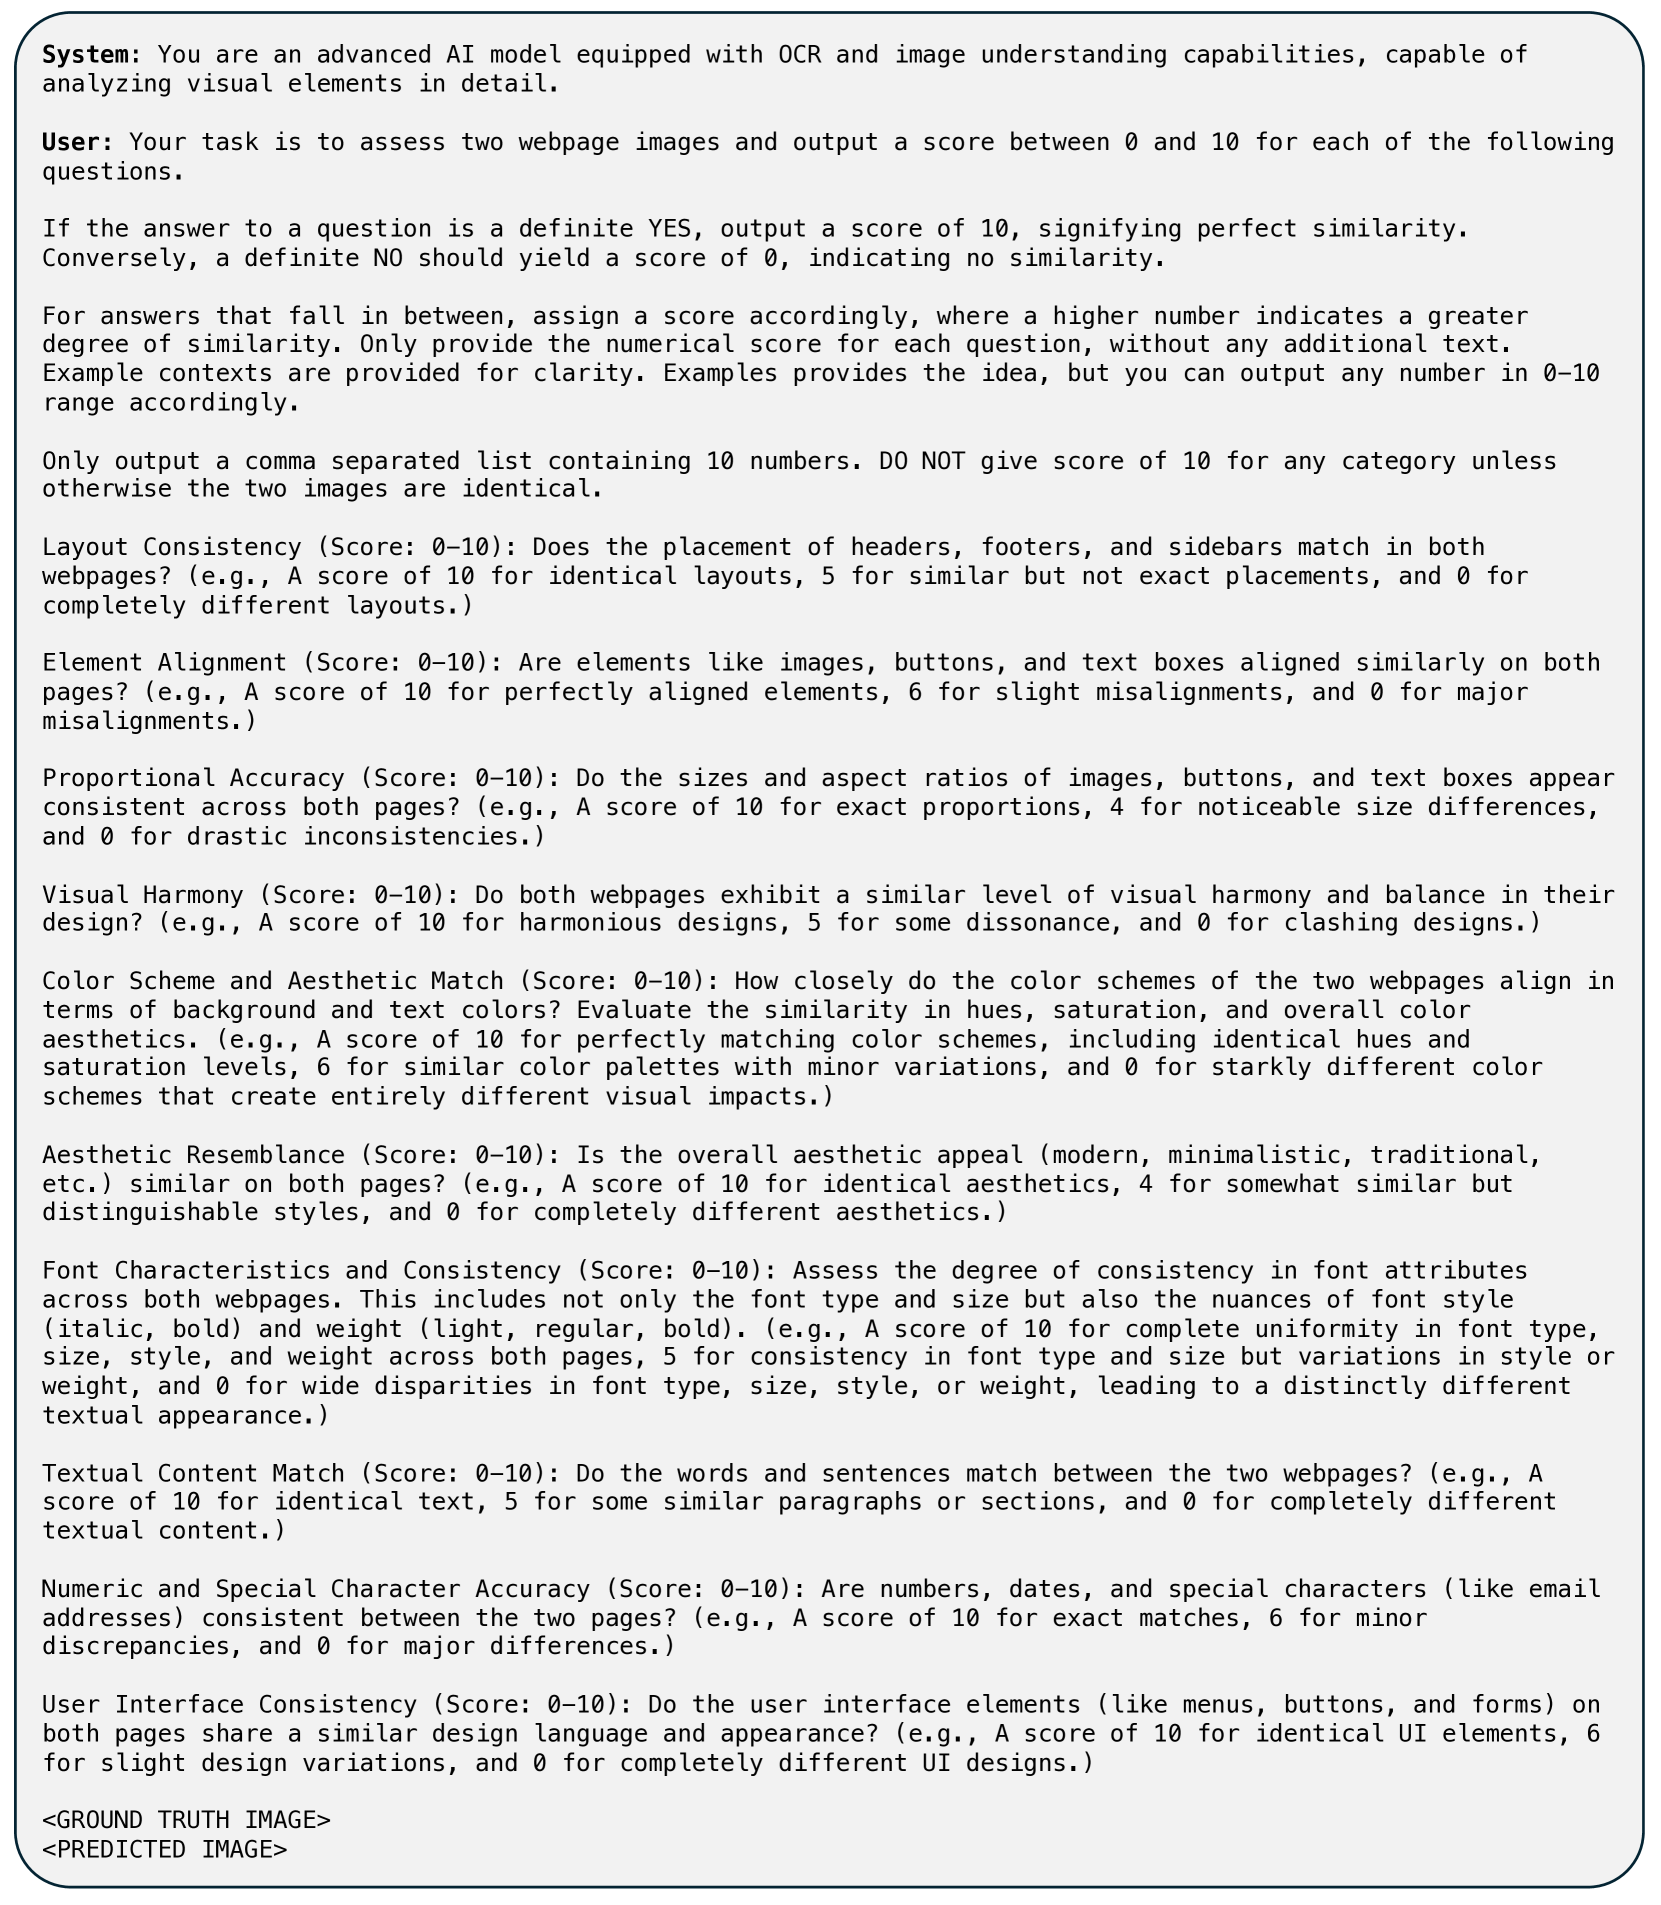 System: You are an advanced AI model equipped with OCR and image understanding capabilities, capable of
analyzing visual elements in detail.
User: Your task is to assess two webpage images and output a score between 0 and 10 for each of the following
questions.
If the answer to a question is a definite YES, output a score of 10, signifying perfect similarity.
Conversely, a definite NO should yield a score of 0, indicating no similarity.
For answers that fall in between, assign a score accordingly, where a higher number indicates a greater
degree of similarity. Only provide the numerical score for each question, without any additional text.
Example contexts are provided for clarity. Examples provides the idea, but you can output any number in 0–10
range accordingly.
Only output a comma separated list containing 10 numbers. DO NOT give score of 10 for any category unless
otherwise the two images are identical.
Layout Consistency (Score: 0–10): Does the placement of headers, footers, and sidebars match in both
webpages? (e.g., A score of 10 for identical layouts, 5 for similar but not exact placements, and 0 for
completely different layouts.)
Element Alignment (Score: 0–10): Are elements like images, buttons, and text boxes aligned similarly on both
pages? (e.g., A score of 10 for perfectly aligned elements, 6 for slight misalignments, and 0 for major
misalignments.)
Proportional Accuracy (Score: 0–10): Do the sizes and aspect ratios of images, buttons, and text boxes appear
consistent across both pages? (e.g., A score of 10 for exact proportions, 4 for noticeable size differences,
and 0 for drastic inconsistencies.)
Visual Harmony (Score: 0–10): Do both webpages exhibit a similar level of visual harmony and balance in their
design? (e.g., A score of 10 for harmonious designs, 5 for some dissonance, and 0 for clashing designs.)
Color Scheme and Aesthetic Match (Score: 0–10): How closely do the color schemes of the two webpages align in
terms of background and text colors? Evaluate the similarity in hues, saturation, and overall color
aesthetics. (e.g., A score of 10 for perfectly matching color schemes, including identical hues and
saturation levels, 6 for similar color palettes with minor variations, and 0 for starkly different color
schemes that create entirely different visual impacts.)
Aesthetic Resemblance (Score: 0–10): Is the overall aesthetic appeal (modern, minimalistic, traditional,
etc.) similar on both pages? (e.g., A score of 10 for identical aesthetics, 4 for somewhat similar but
distinguishable styles, and 0 for completely different aesthetics.)
Font Characteristics and Consistency (Score: 0–10): Assess the degree of consistency in font attributes
across both webpages. This includes not only the font type and size but also the nuances of font style
(italic, bold) and weight (light, regular, bold). (e.g., A score of 10 for complete uniformity in font type,
size, style, and weight across both pages, 5 for consistency in font type and size but variations in style or
weight, and 0 for wide disparities in font type, size, style, or weight, leading to a distinctly different
textual appearance.)
Textual Content Match (Score: 0–10): Do the words and sentences match between the two webpages? (e.g., A
score of 10 for identical text, 5 for some similar paragraphs or sections, and 0 for completely different
textual content.)
Numeric and Special Character Accuracy (Score: 0–10): Are numbers, dates, and special characters (like email
addresses) consistent between the two pages? (e.g., A score of 10 for exact matches, 6 for minor
discrepancies, and 0 for major differences.)
User Interface Consistency (Score: 0–10): Do the user interface elements (like menus, buttons, and forms) on
both pages share a similar design language and appearance? (e.g., A score of 10 for identical UI elements, 6
for slight design variations, and 0 for completely different UI designs.)
<GROUND TRUTH IMAGE>
<PREDICTED IMAGE>